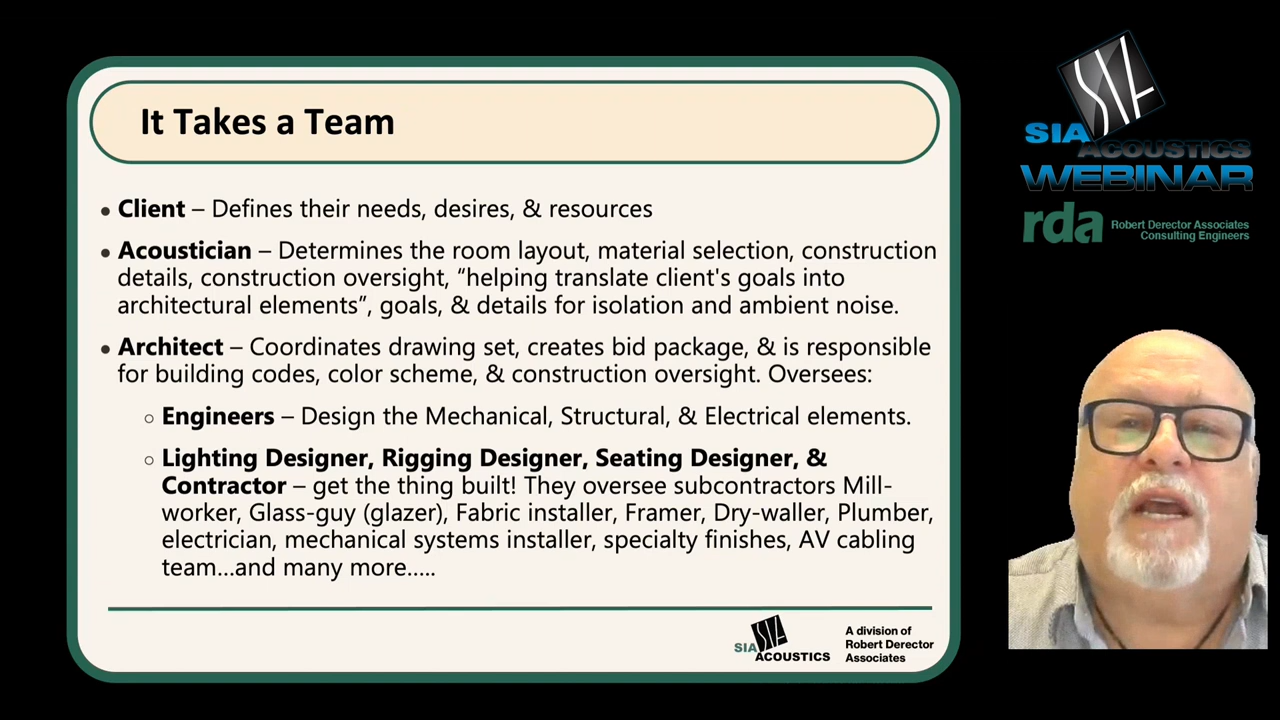 It Takes a Team
• Client – Defines their needs, desires, & resources
• Acoustician – Determines the room layout, material selection, construction
details, construction oversight, “helping translate client's goals into
architectural elements”, goals, & details for isolation and ambient noise.
• Architect – Coordinates drawing set, creates bid package, & is responsible
for building codes, color scheme, & construction oversight. Oversees:
○ Engineers – Design the Mechanical, Structural, & Electrical elements.
○ Lighting Designer, Rigging Designer, Seating Designer, &
Contractor – get the thing built! They oversee subcontractors Mill-
worker, Glass-guy (glazer), Fabric installer, Framer, Dry-waller, Plumber,
electrician, mechanical systems installer, specialty finishes, AV cabling
team...and many more.....
SIA
SIA
ACOUSTICS
A division of
Robert Derector
Associates
SIA
SIA
ACOUSTICS
WEBINAR
rda
Robert Derector Associates
Consulting Engineers